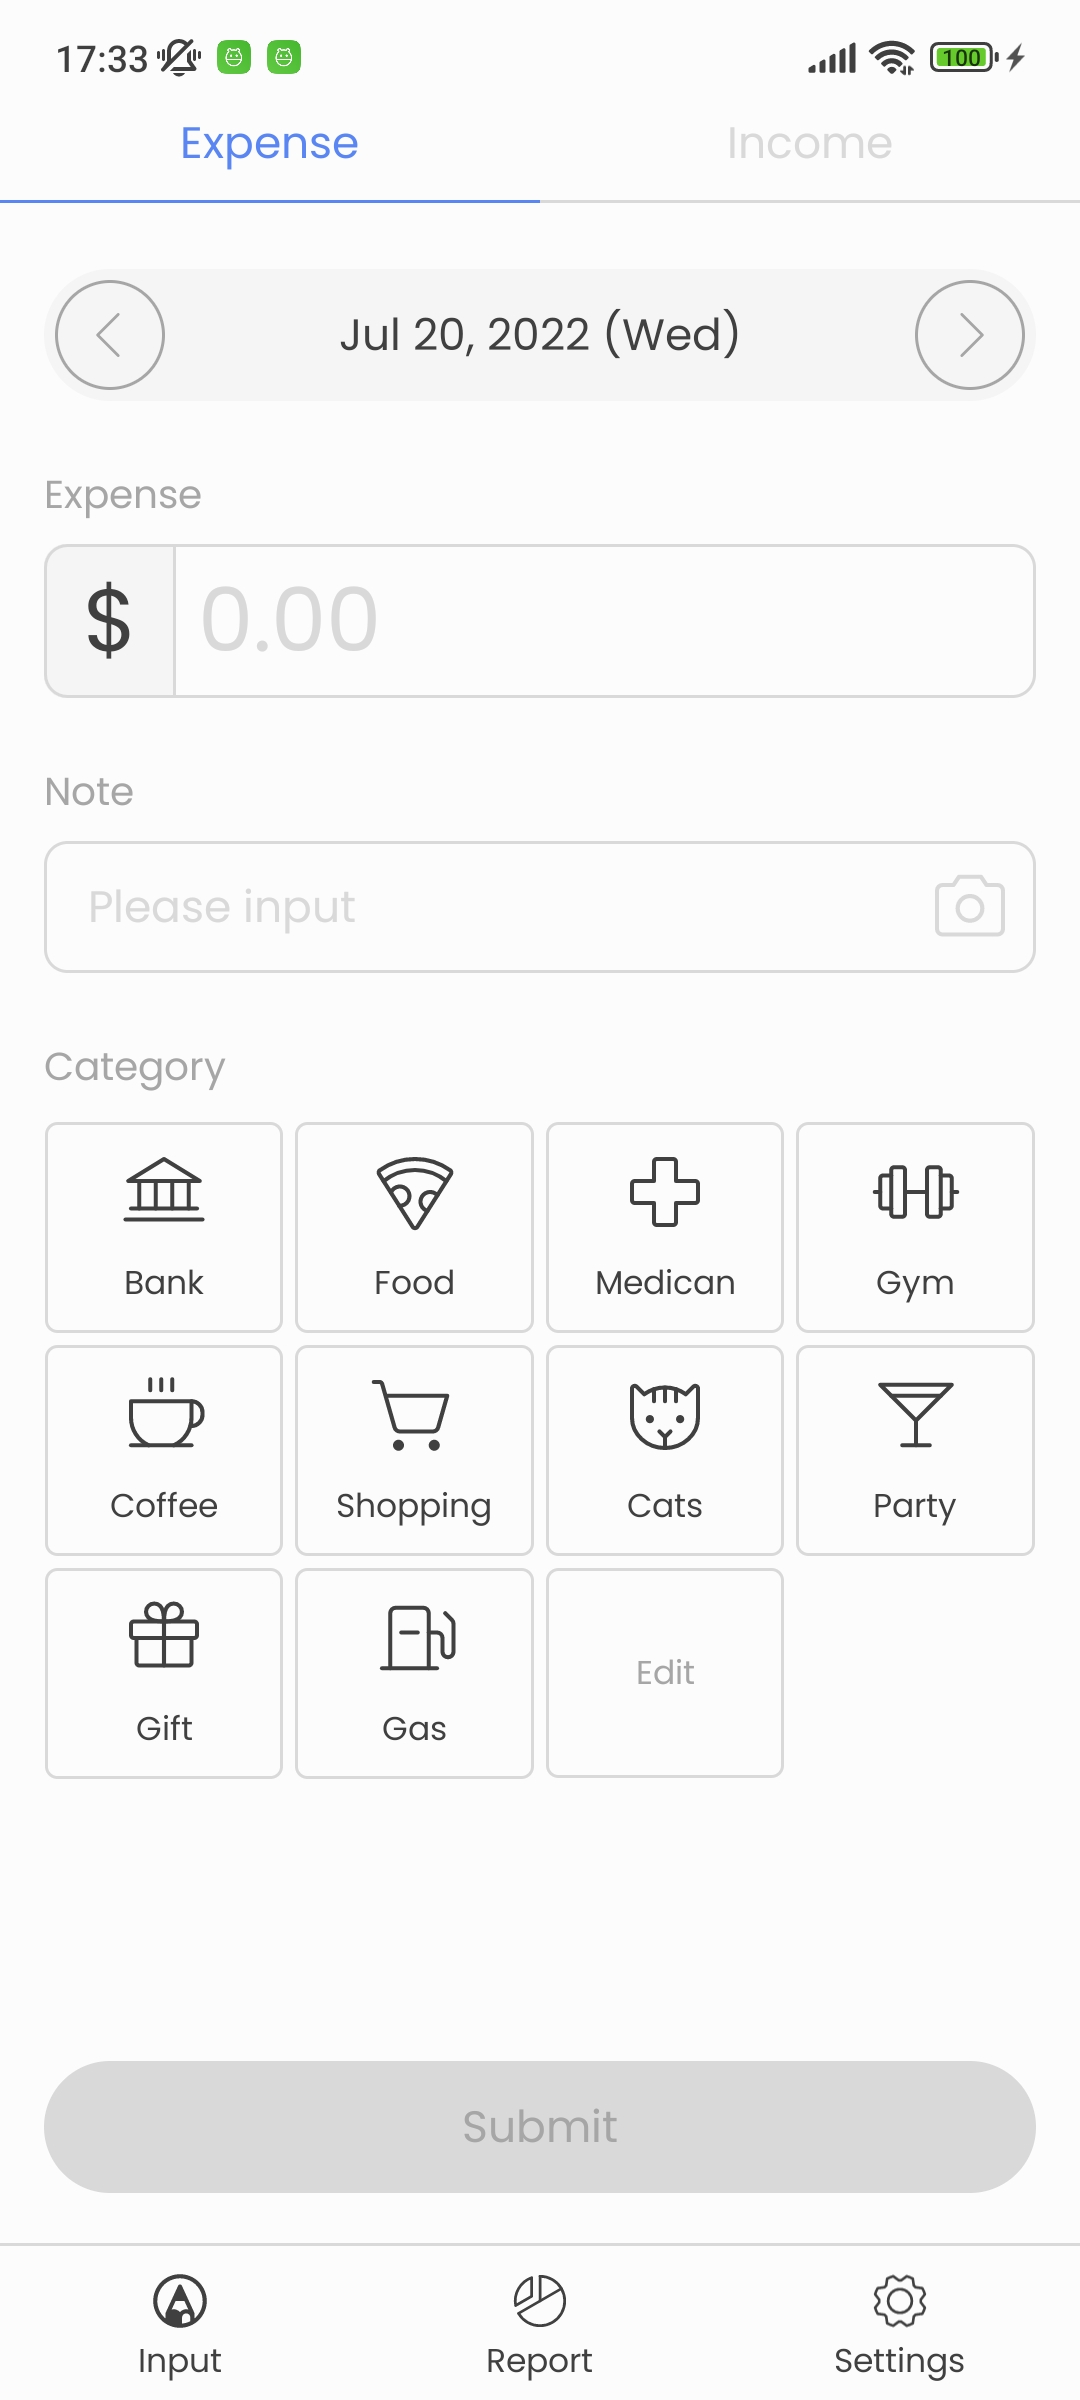 17:33 100
Expense Income
Jul 20, 2022 (Wed)
Expense
$ 0.00
Note
Please input
Category
Bank Food Medican Gym
Coffee Shopping Cats Party
Gift Gas Edit
Submit
Input Report Settings